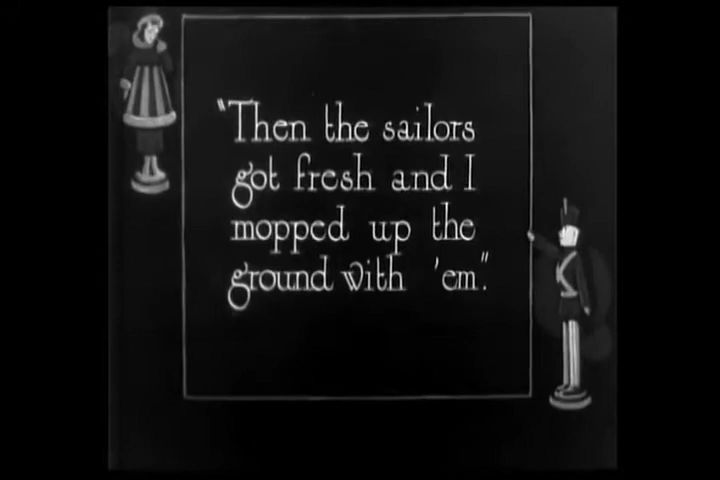 "Then the sailors
got fresh and I
mopped up the
ground with 'em."